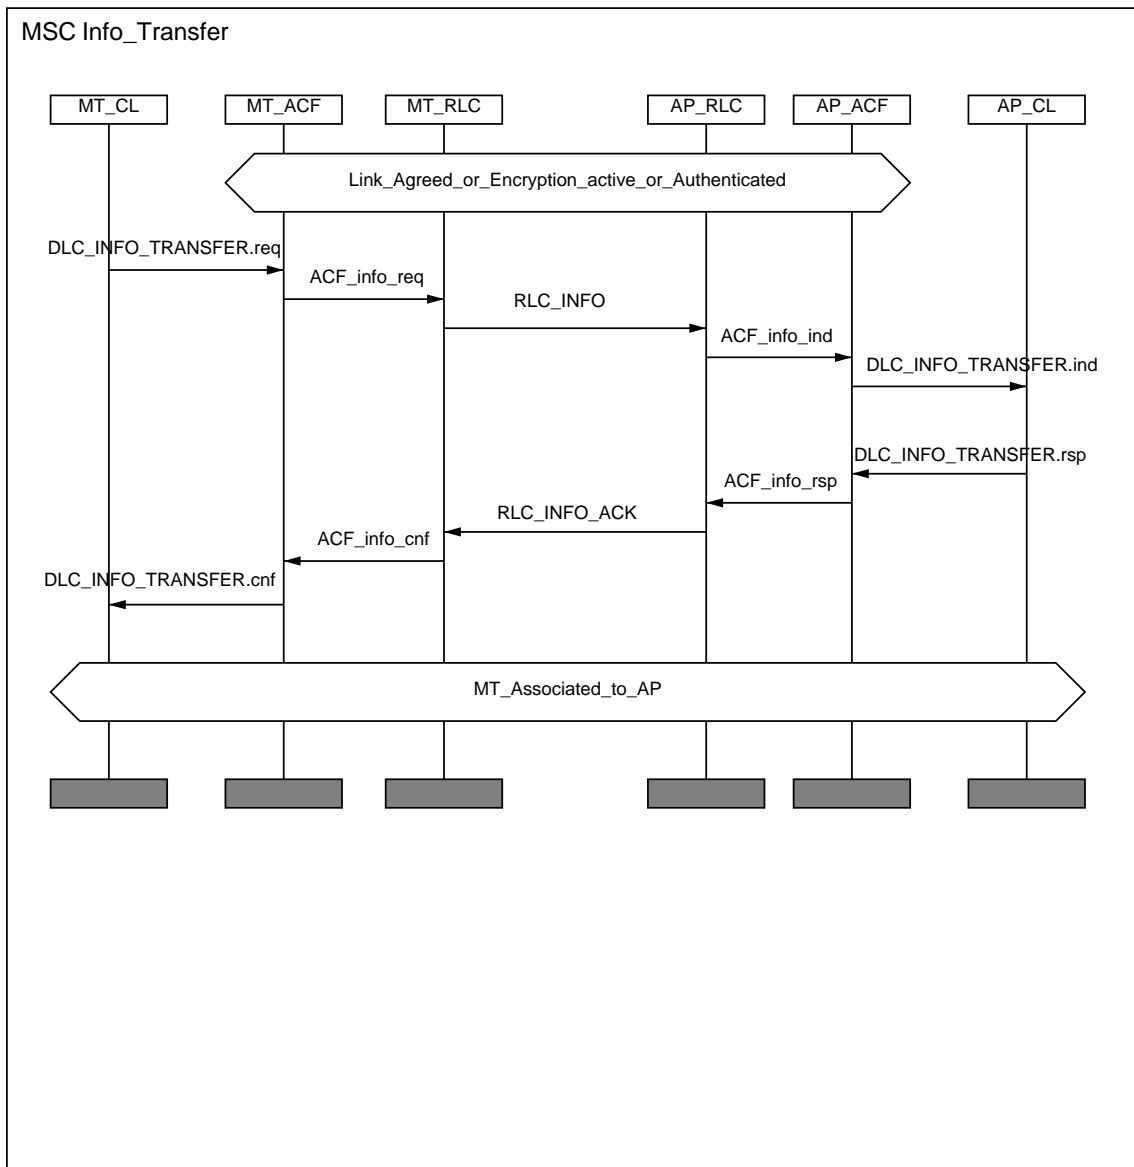 MSC Info_Transfer
MT_CL MT_ACF MT_RLC AP_RLC AP_ACF AP_CL
Link_Agreed_or_Encryption_active_or_Authenticated
DLC_INFO_TRANSFER.req
ACF_info_req
RLC_INFO
ACF_info_ind
DLC_INFO_TRANSFER.ind
DLC_INFO_TRANSFER.rsp
ACF_info_rsp
RLC_INFO_ACK
ACF_info_cnf
DLC_INFO_TRANSFER.cnf
MT_Associated_to_AP